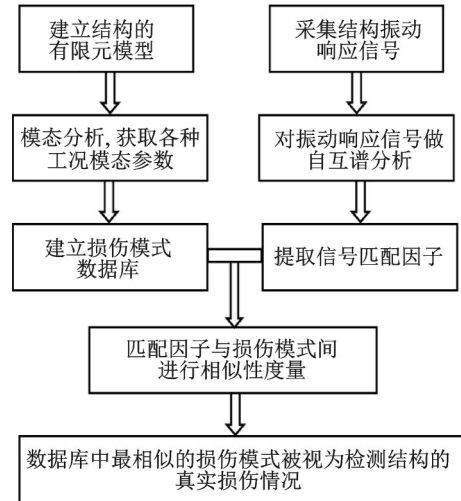 建立结构的
有限元模型
采集结构振动
响应信号
模态分析,获取各种
工况模态参数
对振动响应信号做
自互谱分析
建立损伤模式
数据库
提取信号匹配因子
匹配因子与损伤模式间
进行相似性度量
数据库中最相似的损伤模式被视为检测结构的
真实损伤情况